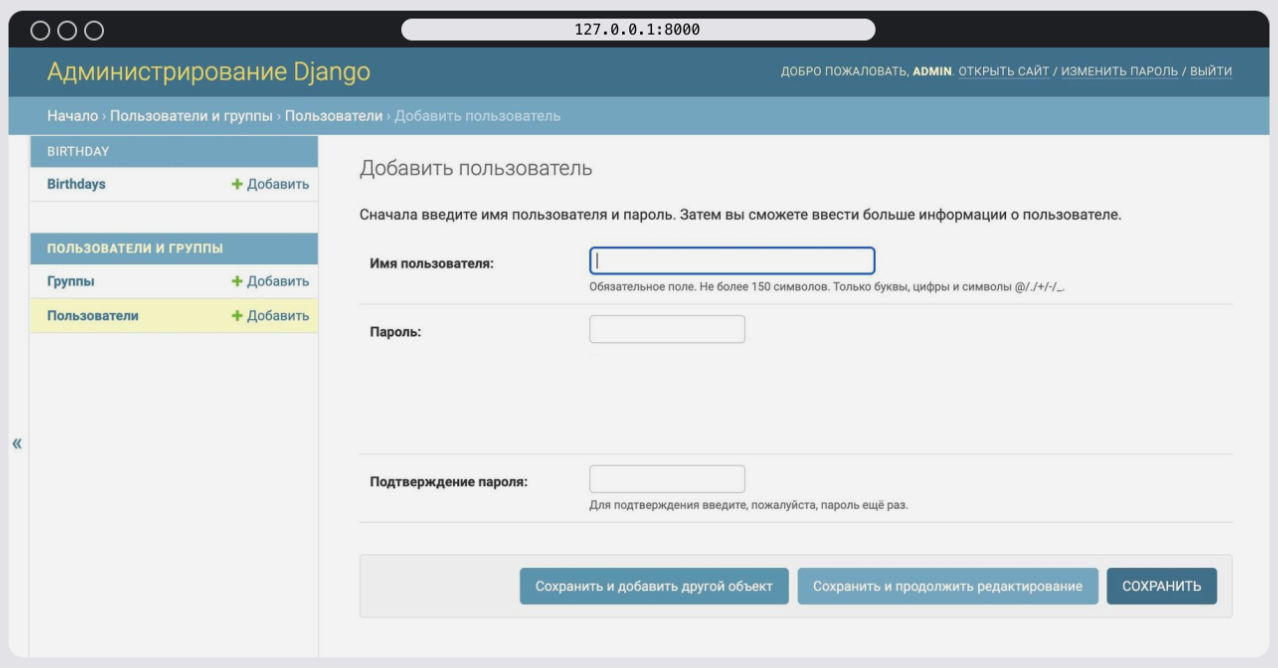 127.0.0.1:8000
Администрирование Django
ДОБРО ПОЖАЛОВАТЬ, ADMIN. ОТКРЫТЬ САЙТ / ИЗМЕНИТЬ ПАРОЛЬ / ВЫЙТИ
Начало › Пользователи и группы › Пользователи › Добавить пользователь
BIRTHDAY
Birthdays + Добавить
ПОЛЬЗОВАТЕЛИ И ГРУППЫ
Группы + Добавить
Пользователи + Добавить
«
Добавить пользователь
Сначала введите имя пользователя и пароль. Затем вы сможете ввести больше информации о пользователе.
Имя пользователя:
Обязательное поле. Не более 150 символов. Только буквы, цифры и символы @/./+/-/_.
Пароль:
Подтверждение пароля:
Для подтверждения введите, пожалуйста, пароль ещё раз.
Сохранить и добавить другой объект Сохранить и продолжить редактирование СОХРАНИТЬ